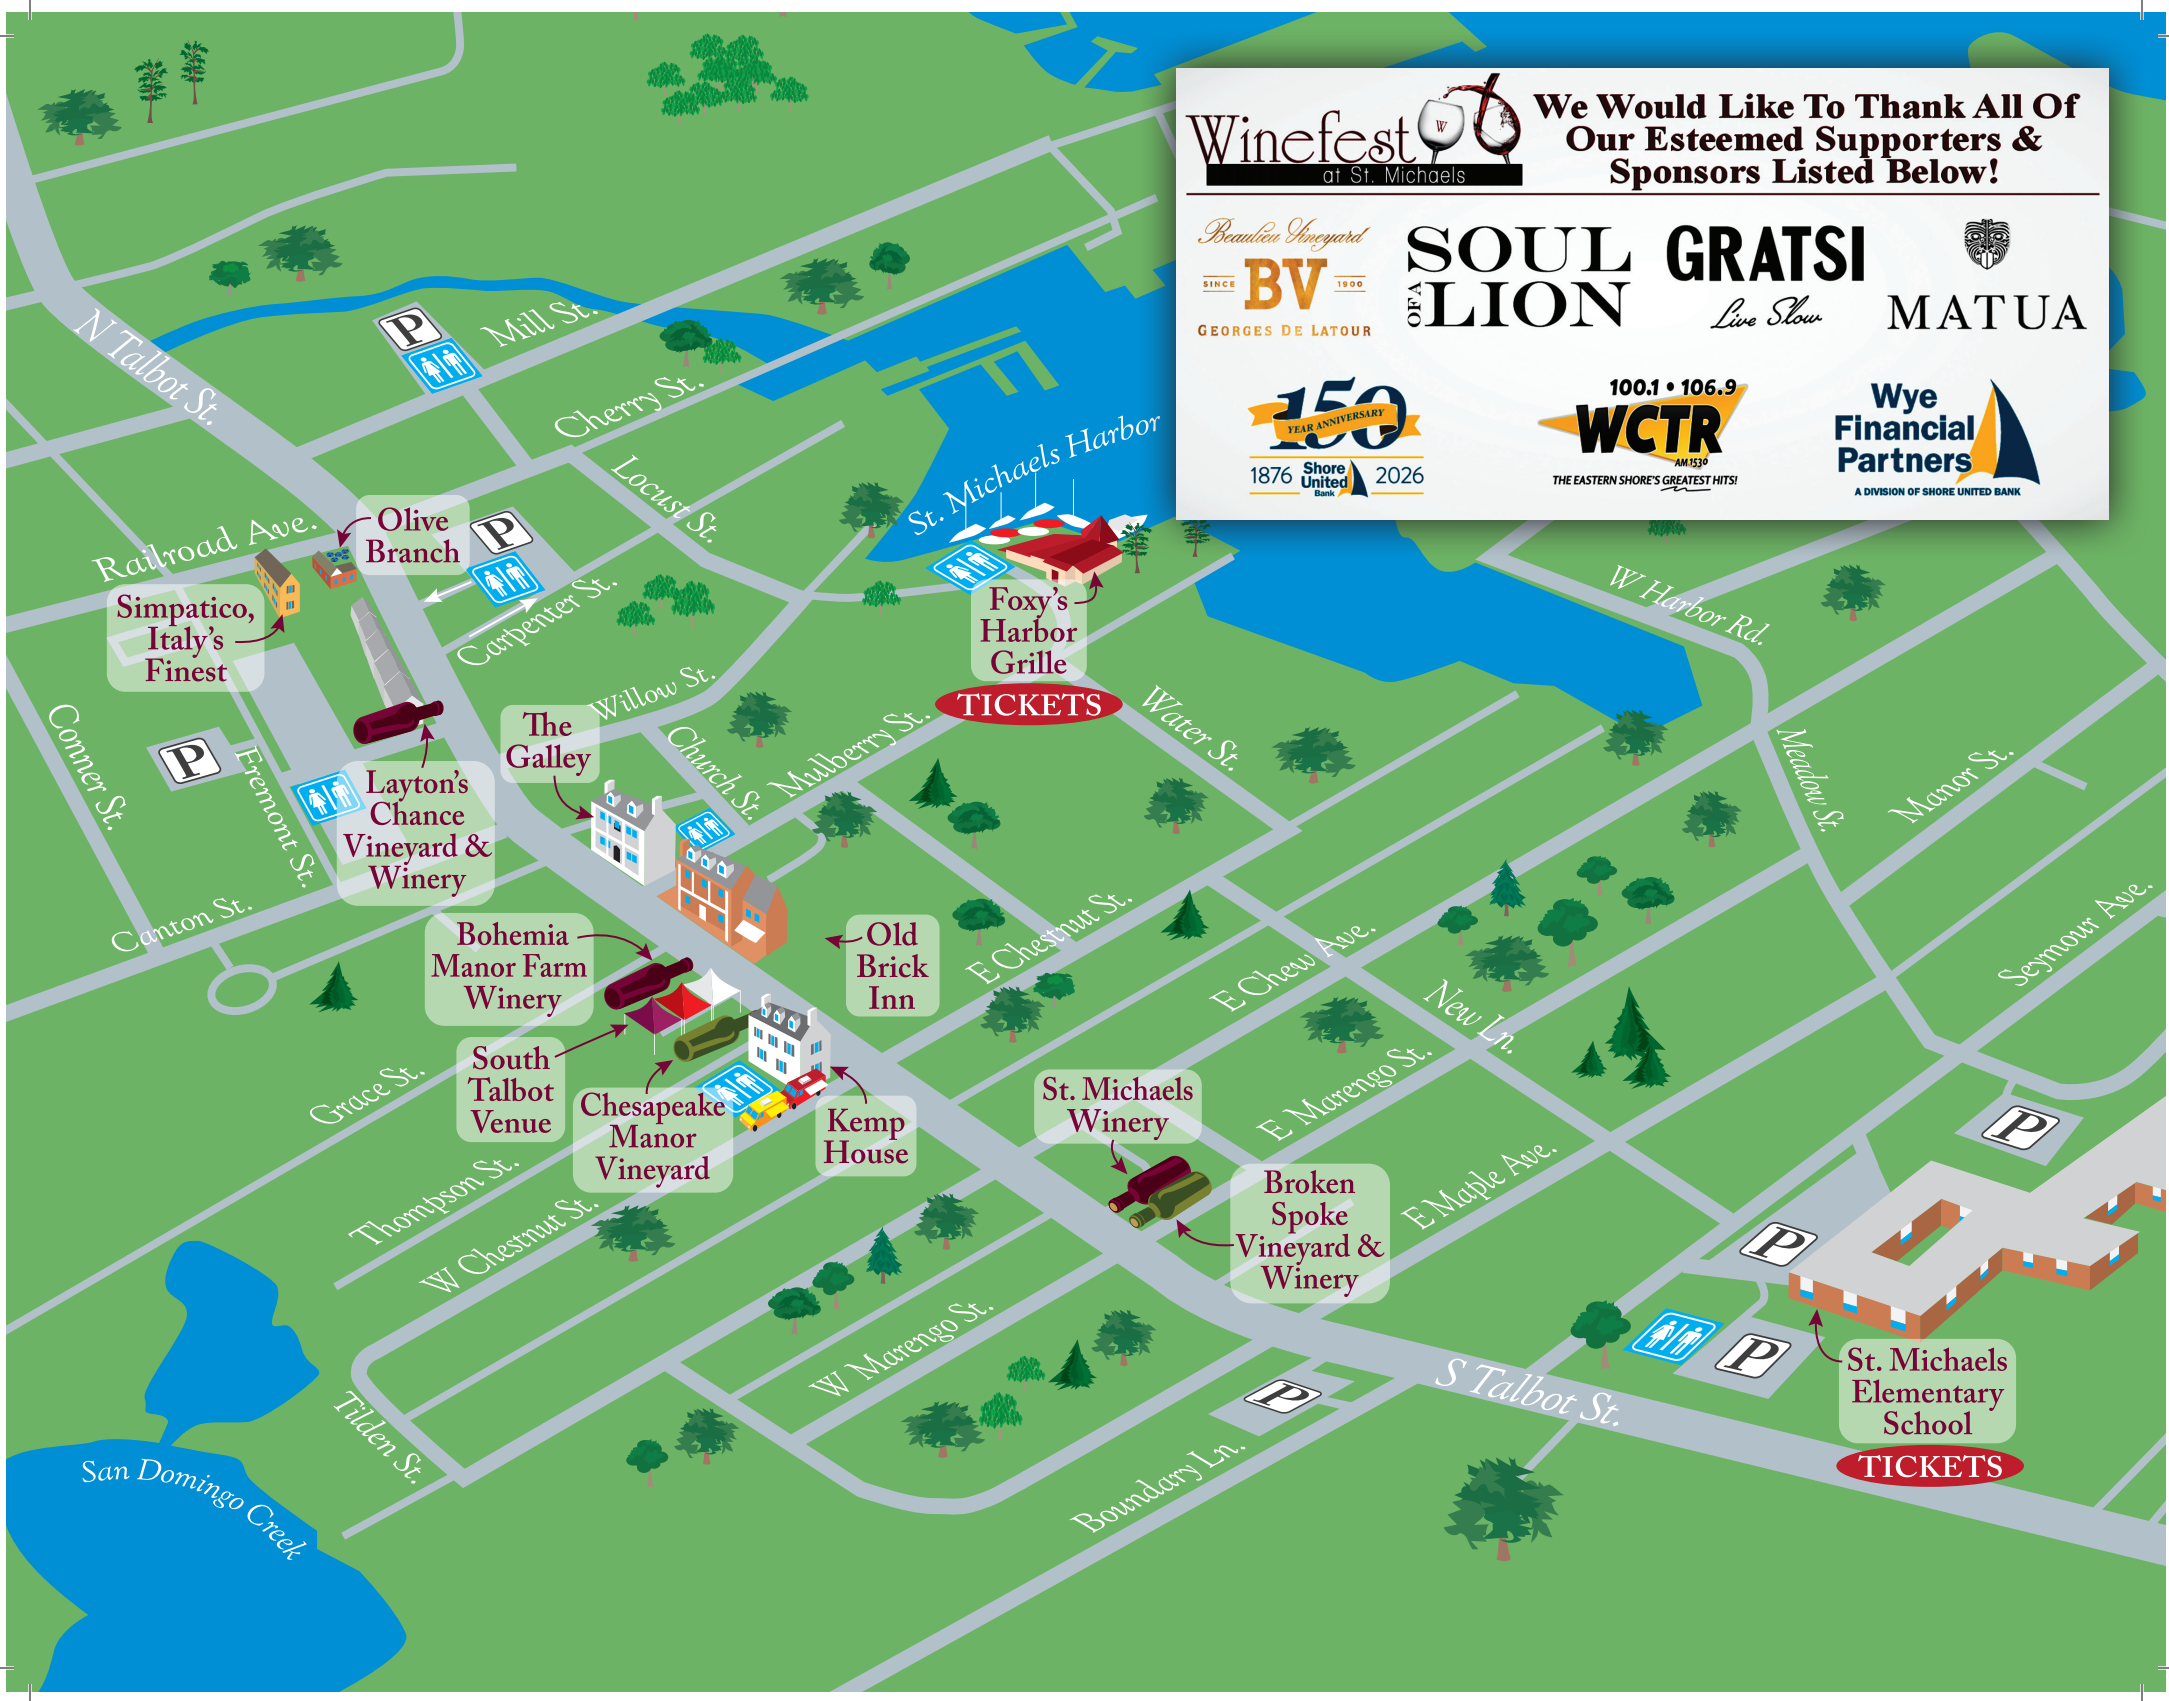 Winefest
at St. Michaels
We Would Like To Thank All Of
Our Esteemed Supporters &
Sponsors Listed Below!
Beaulieu Vineyard
SINCE BV 1900
GEORGES DE LATOUR
SOUL
OF A LION
GRATSI
Live Slow
MATUA
150
YEAR ANNIVERSARY
1876 Shore United Bank 2026
100.1 • 106.9
WCTR
AM 1530
THE EASTERN SHORE'S GREATEST HITS!
Wye
Financial
Partners
A DIVISION OF SHORE UNITED BANK
N Talbot St.
P
Mill St.
Cherry St.
Locust St.
St. Michaels Harbor
Railroad Ave.
Olive
Branch
P
Carpenter St.
Simpatico,
Italy's
Finest
Foxy's
Harbor
Grille
TICKETS
W Harbor Rd.
Conner St.
P
Fremont St.
Layton's
Chance
Vineyard &
Winery
The
Galley
Willow St.
Church St.
Mulberry St.
Water St.
Meadow St.
Manor St.
Canton St.
Bohemia
Manor Farm
Winery
Old
Brick
Inn
E Chestnut St.
E Chew Ave.
New Ln.
Seymour Ave.
Grace St.
South
Talbot
Venue
Chesapeake
Manor
Vineyard
Kemp
House
St. Michaels
Winery
E Marengo St.
P
Thompson St.
W Chestnut St.
Broken
Spoke
Vineyard &
Winery
E Maple Ave.
P
W Marengo St.
P
St. Michaels
Elementary
School
TICKETS
P
S Talbot St.
Tilden St.
Boundary Ln.
San Domingo Creek
W